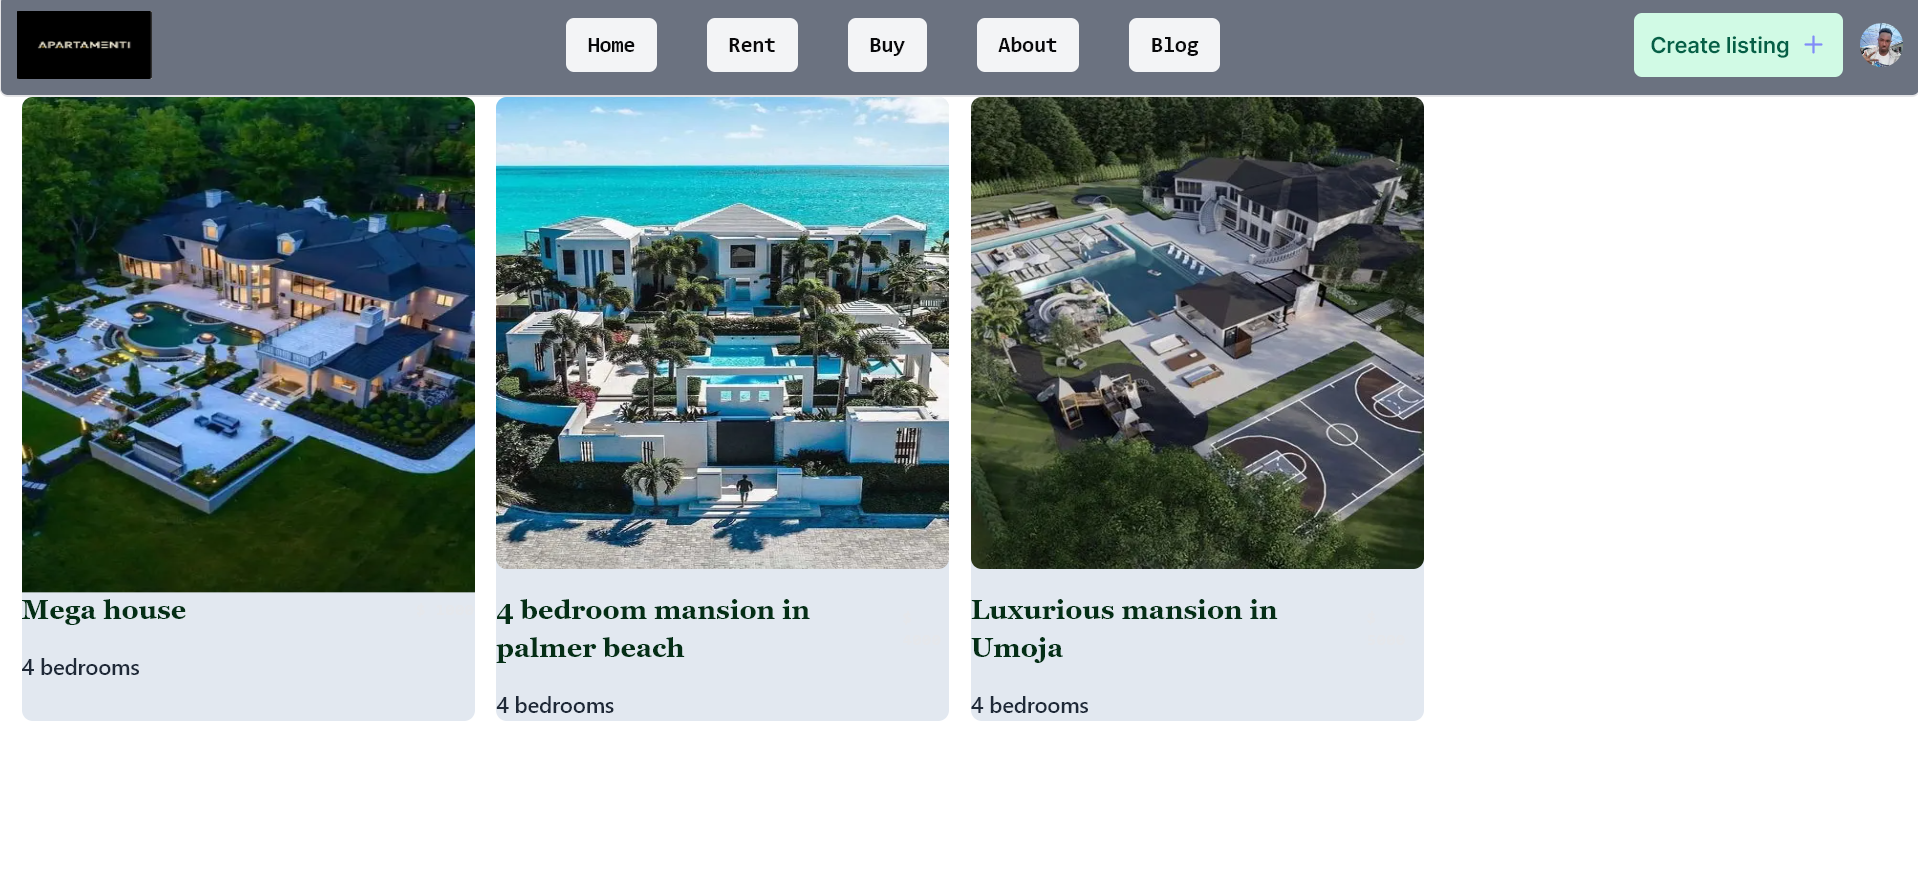 APARTAMENTI
Home
Rent
Buy
About
Blog
Create listing +
Mega house
4 bedrooms
4 bedroom mansion in
palmer beach
4 bedrooms
Luxurious mansion in
Umoja
4 bedrooms